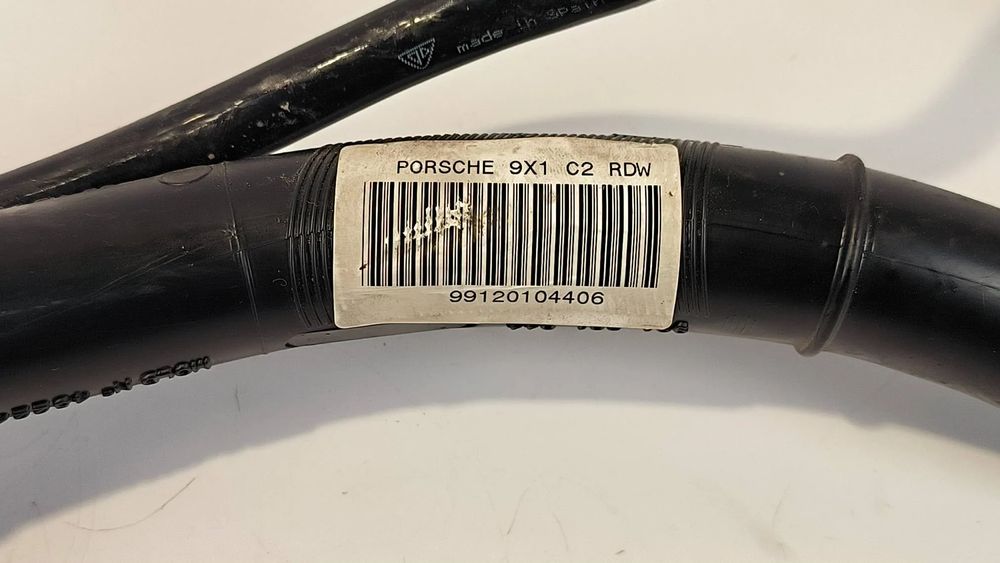 made in Spain
PORSCHE 9X1 C2 RDW
99120104406